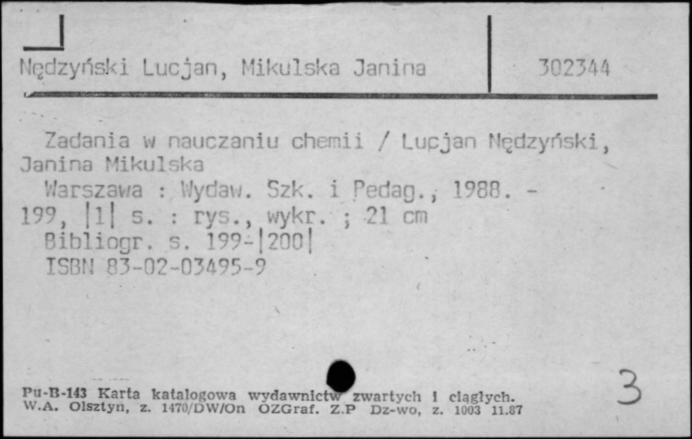 Nędzyński Lucjan, Mikulska Janina 302344
Zadania w nauczaniu chemii / Lucjan Nędzyński,
Janina Mikulska
Warszawa : Wydaw. Szk. i Pedag., 1988. -
199, |1| s. : rys., wykr. ; 21 cm
Bibliogr. s. 199-|200|
ISBN 83-02-03495-9
3
Pu-B-143 Karta katalogowa wydawnictw zwartych i ciągłych.
W.A. Olsztyn, z. 1470/DW/On OZGraf. Z.P Dz-wo, z. 1003 11.87